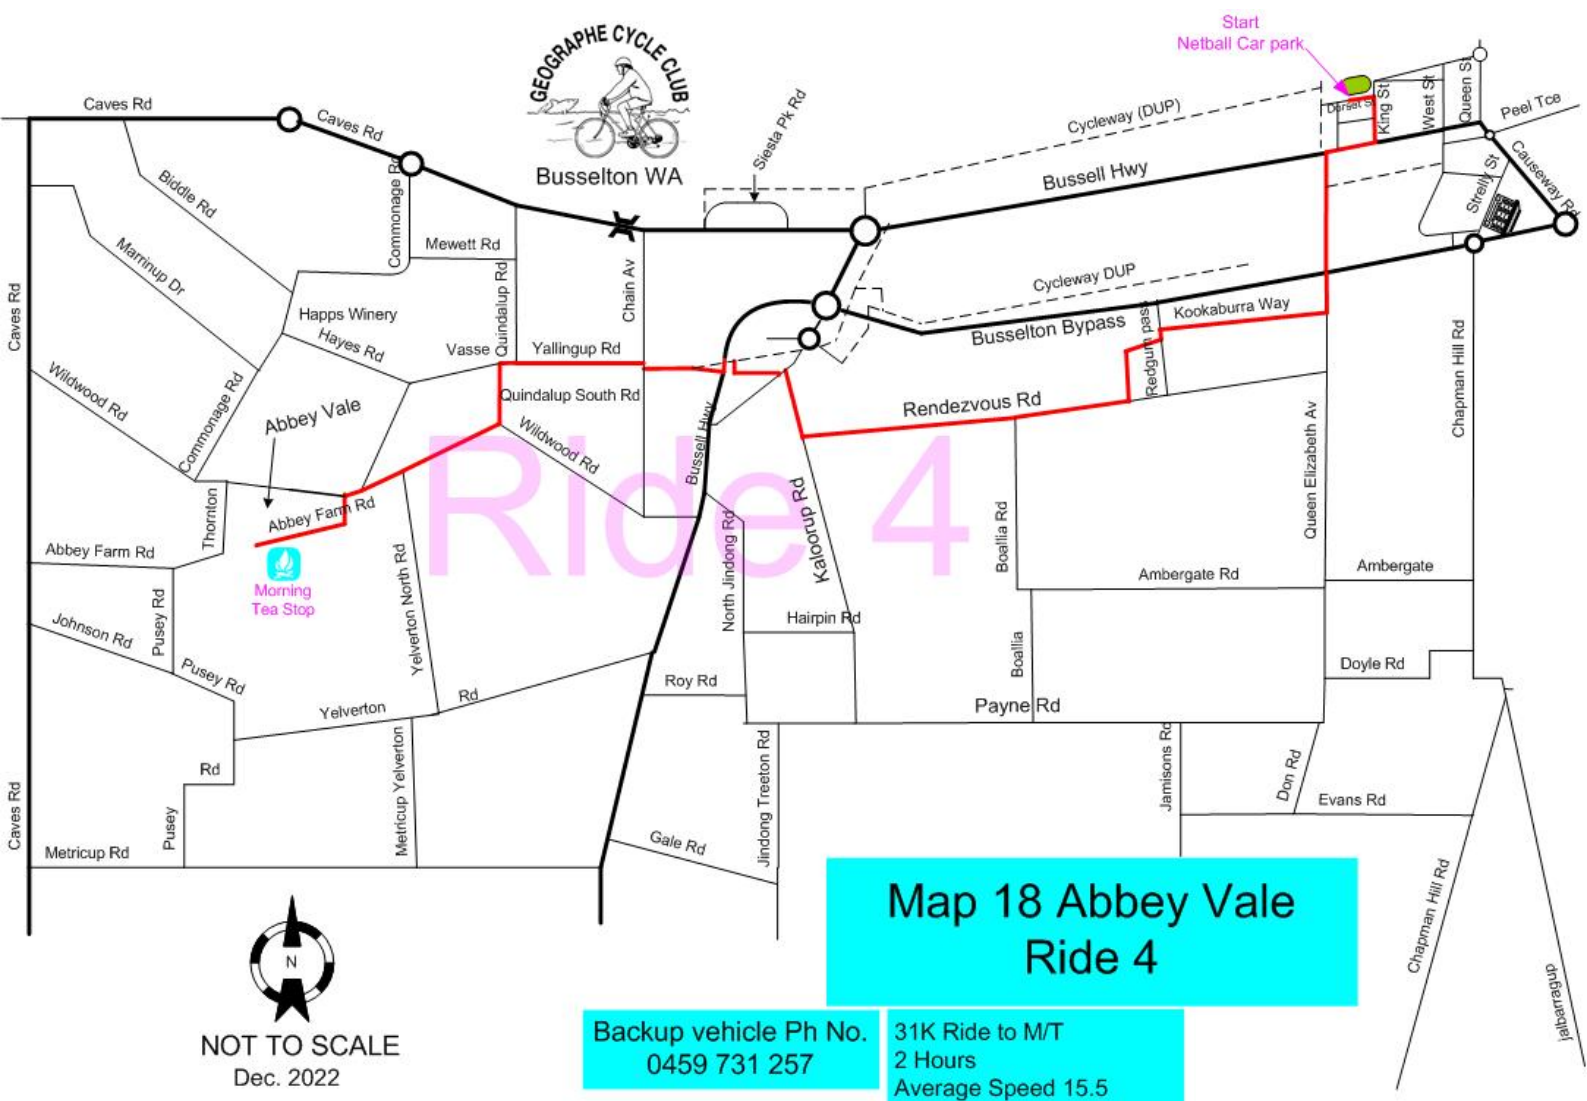 Start
Netball Car park
GEOGRAPHE CYCLE CLUB
Busselton WA
Caves Rd
Caves Rd
Siesta Pk Rd
Cycleway (DUP)
Dorset St
King St
West St
Queen St
Peel Tce
Causeway Rd
Strelly St
Bussell Hwy
Biddle Rd
Commonage Rd
Mewett Rd
Marrinup Dr
Caves Rd
Happs Winery
Hayes Rd
Quindalup Rd
Chain Av
Vasse
Yallingup Rd
Cycleway DUP
Busselton Bypass
Redgum pass
Kookaburra Way
Chapman Hill Rd
Wildwood Rd
Commonage Rd
Abbey Vale
Quindalup South Rd
Wildwood Rd
Bussell Hwy
Rendezvous Rd
Queen Elizabeth Av
Ride 4
Thornton
Abbey Farm Rd
Abbey Farm Rd
Morning
Tea Stop
Yelverton North Rd
North Jindong Rd
Kaloorup Rd
Boallia Rd
Ambergate Rd
Ambergate
Johnson Rd
Pusey Rd
Pusey Rd
Hairpin Rd
Boallia
Doyle Rd
Roy Rd
Yelverton
Rd
Payne Rd
Rd
Pusey
Metricup Yelverton
Jindong Treeton Rd
Jamisons Rd
Don Rd
Evans Rd
Caves Rd
Metricup Rd
Gale Rd
Chapman Hill Rd
jalbarragup
Map 18 Abbey Vale
Ride 4
N
NOT TO SCALE
Dec. 2022
Backup vehicle Ph No.
0459 731 257
31K Ride to M/T
2 Hours
Average Speed 15.5